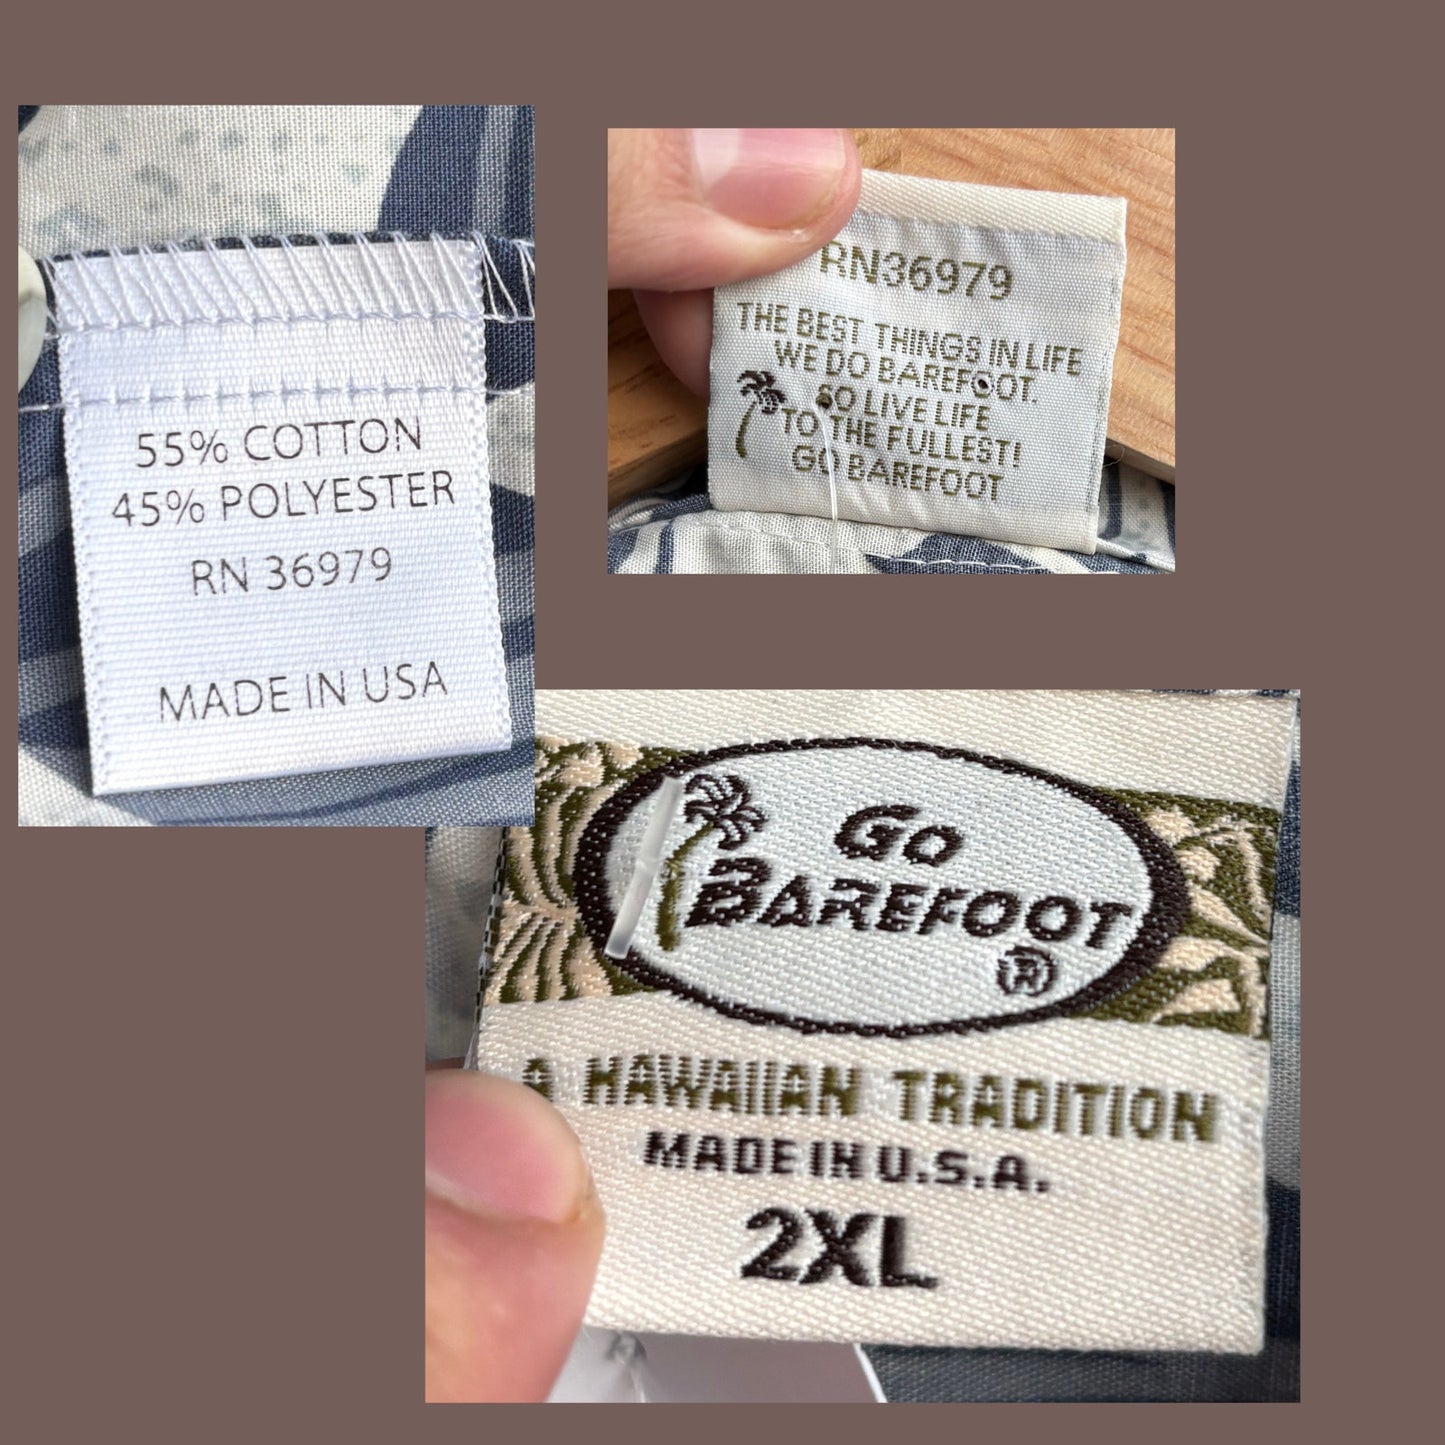 55% COTTON
45% POLYESTER
RN 36979
MADE IN USA
RN36979
THE BEST THINGS IN LIFE
WE DO BAREFOOT.
SO LIVE LIFE
TO THE FULLEST!
GO BAREFOOT
GO
BAREFOOT
®
A HAWAIIAN TRADITION
MADE IN U.S.A.
2XL